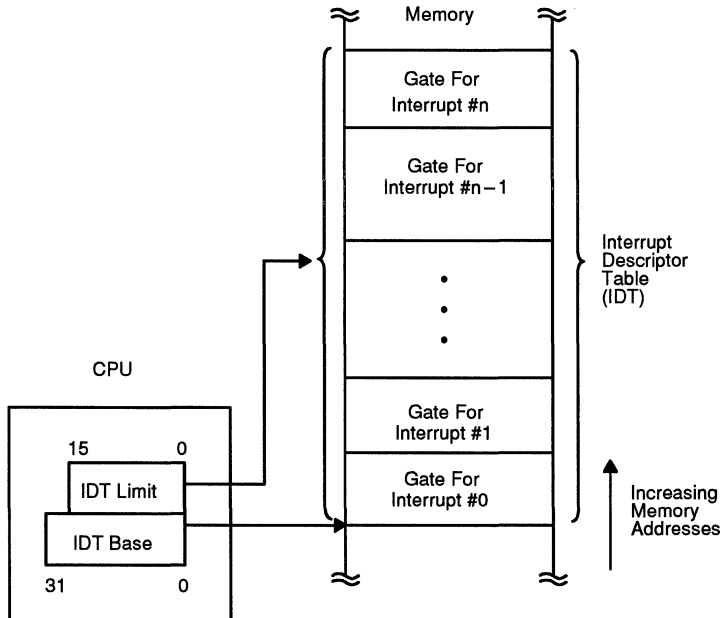 Memory
Gate For
Interrupt #n
Gate For
Interrupt #n−1
Interrupt
Descriptor
Table
(IDT)
CPU
Gate For
Interrupt #1
15 0
IDT Limit
Gate For
Interrupt #0
Increasing
Memory
Addresses
IDT Base
31 0